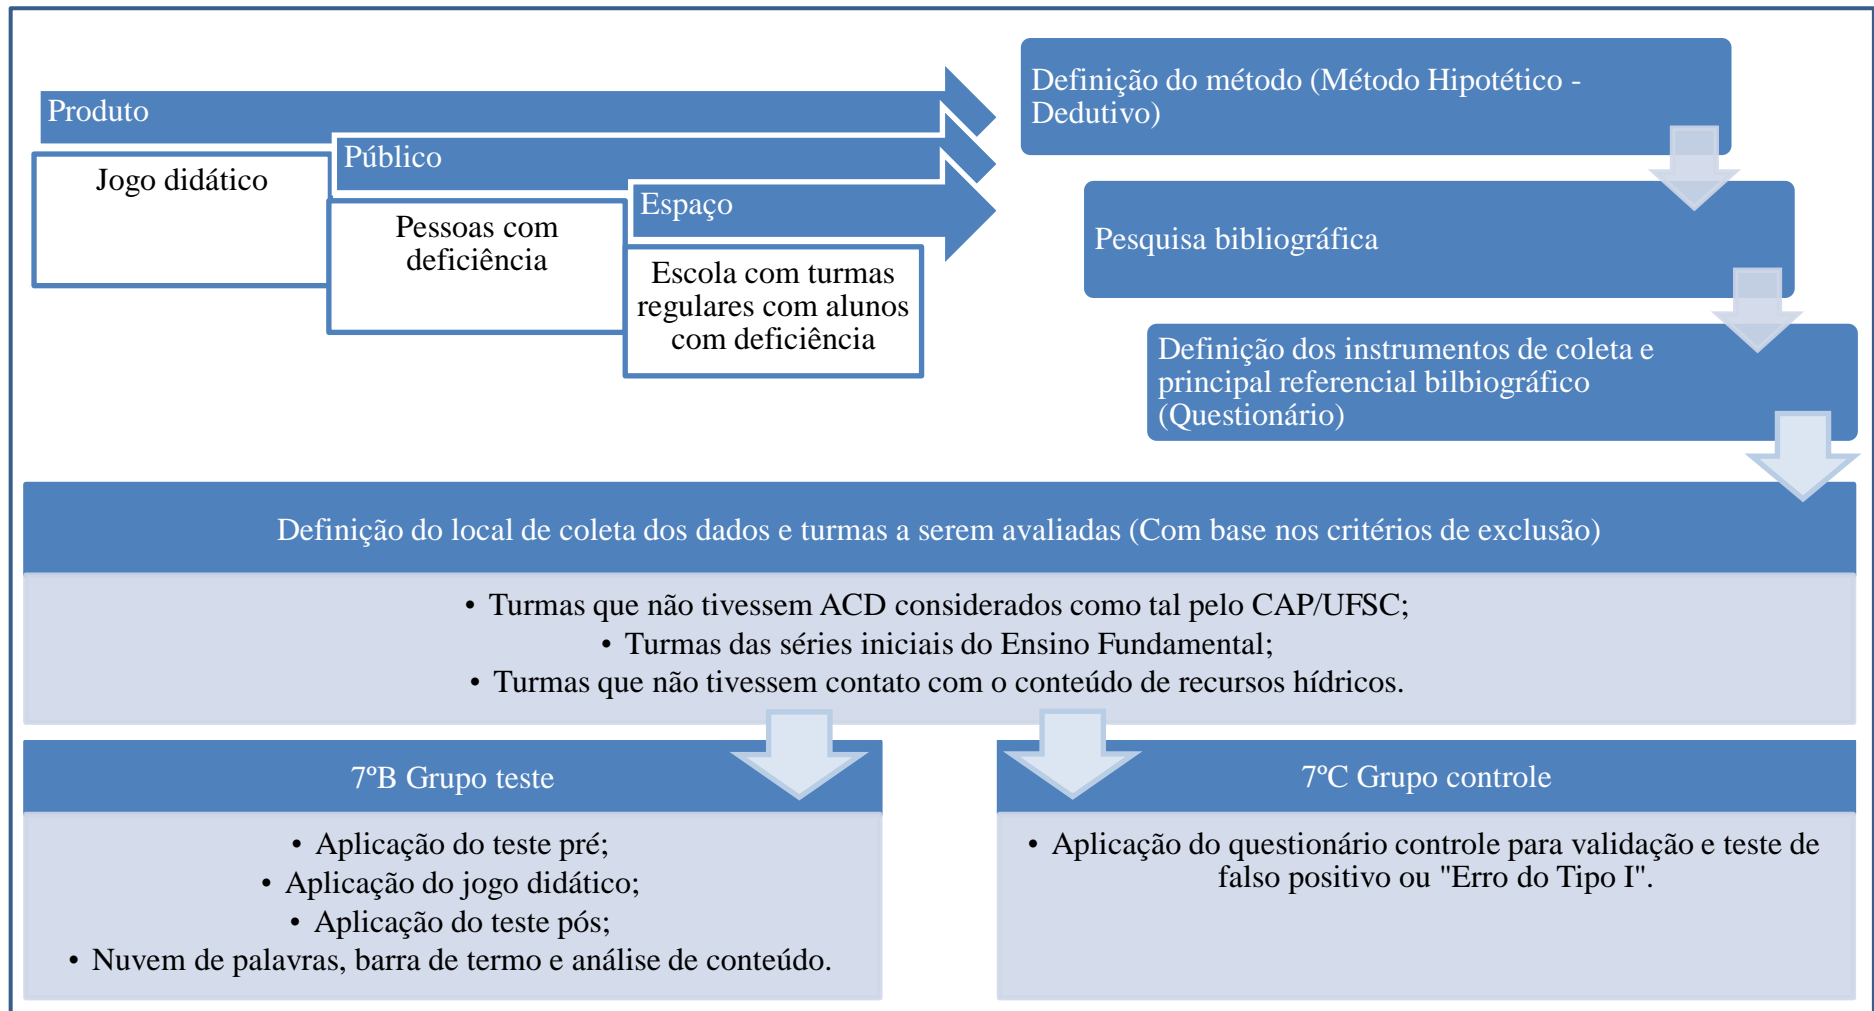 Produto
Jogo didático
Público
Pessoas com
deficiência
Espaço
Escola com turmas
regulares com alunos
com deficiência
Definição do método (Método Hipotético -
Dedutivo)
Pesquisa bibliográfica
Definição dos instrumentos de coleta e
principal referencial bilbiográfico
(Questionário)
Definição do local de coleta dos dados e turmas a serem avaliadas (Com base nos critérios de exclusão)
• Turmas que não tivessem ACD considerados como tal pelo CAP/UFSC;
• Turmas das séries iniciais do Ensino Fundamental;
• Turmas que não tivessem contato com o conteúdo de recursos hídricos.
7ºB Grupo teste
• Aplicação do teste pré;
• Aplicação do jogo didático;
• Aplicação do teste pós;
• Nuvem de palavras, barra de termo e análise de conteúdo.
7ºC Grupo controle
• Aplicação do questionário controle para validação e teste de
falso positivo ou "Erro do Tipo I".